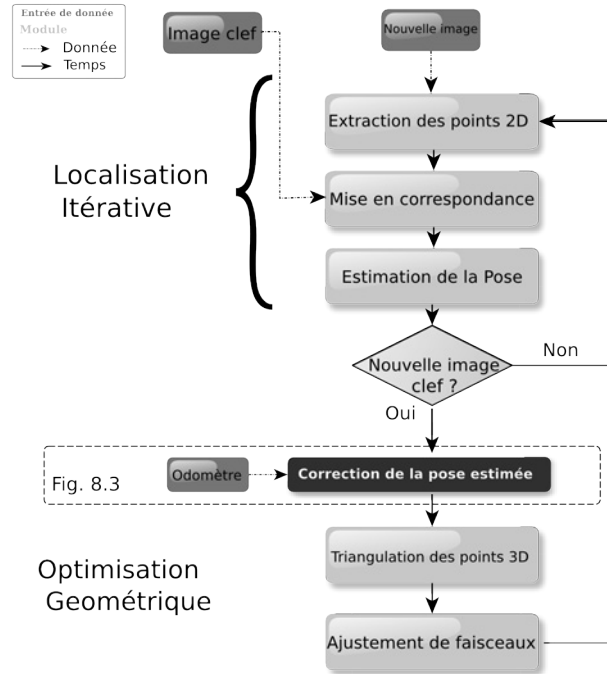 Entrée de donnée
Module
Donnée
Temps
Image clef
Nouvelle image
Extraction des points 2D
Localisation
Itérative
Mise en correspondance
Estimation de la Pose
Nouvelle image
clef ?
Non
Oui
Fig. 8.3
Odomètre
Correction de la pose estimée
Optimisation
Geométrique
Triangulation des points 3D
Ajustement de faisceaux